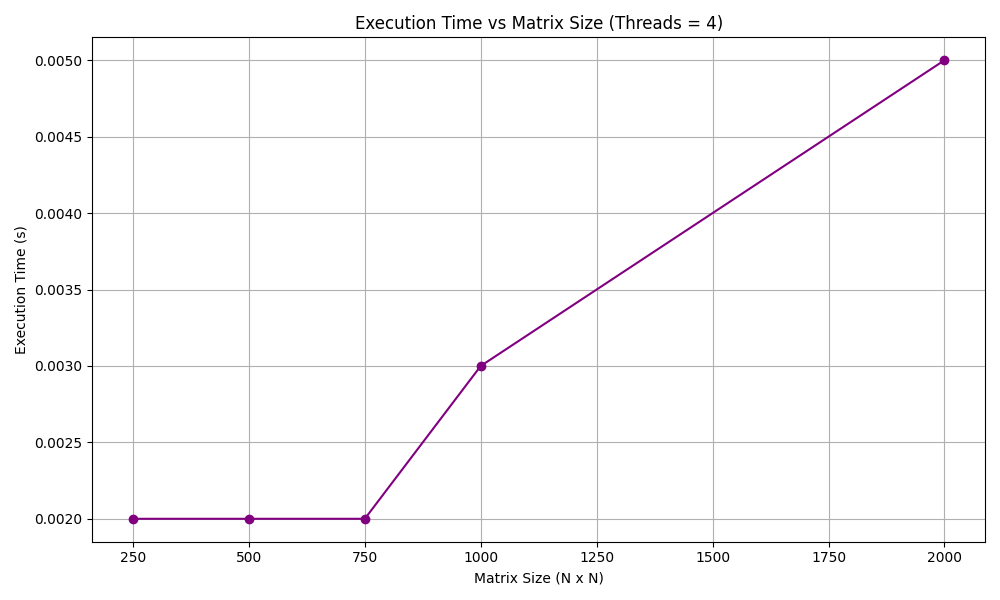 Execution Time vs Matrix Size (Threads = 4)
0.0050
0.0045
0.0040
0.0035
0.0030
0.0025
0.0020
Execution Time (s)
250 500 750 1000 1250 1500 1750 2000
Matrix Size (N x N)